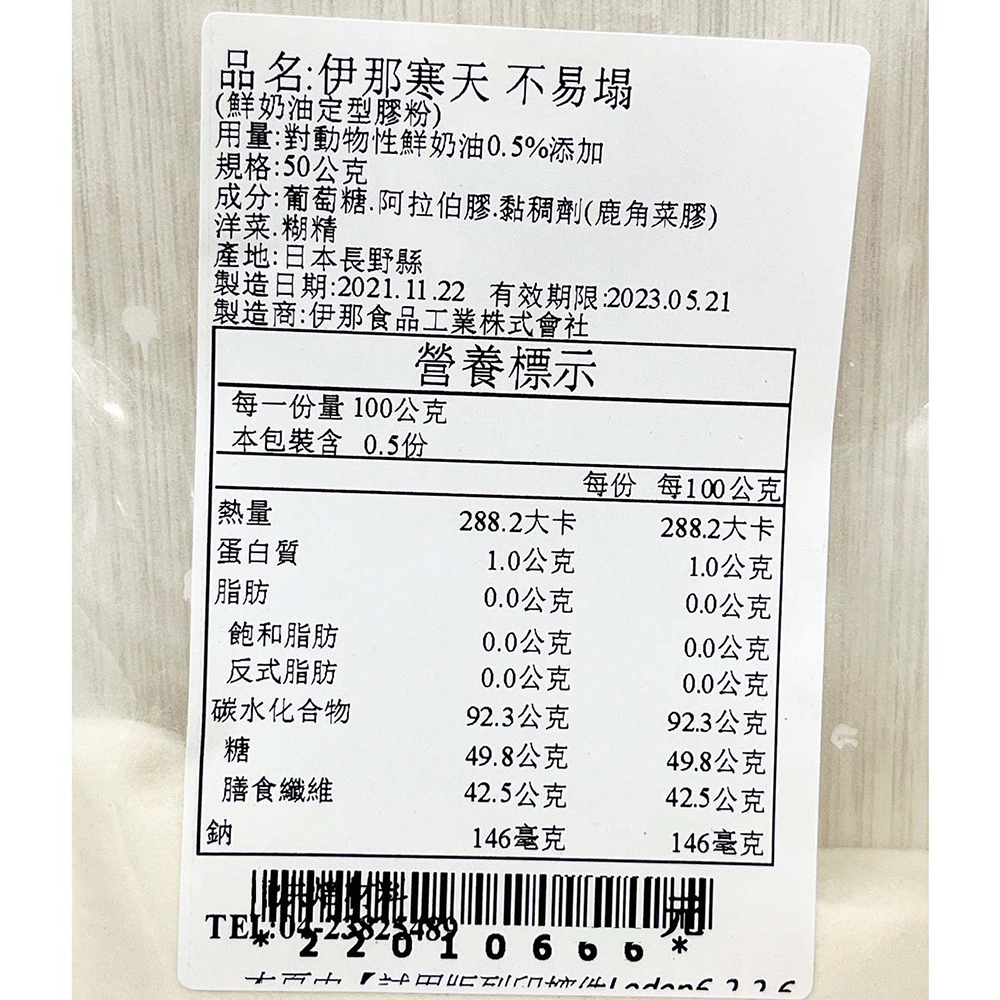 品名:伊那寒天 不易塌
(鮮奶油定型膠粉)
用量:對動物性鮮奶油0.5%添加
規格:50公克
成分:葡萄糖.阿拉伯膠.黏稠劑(鹿角菜膠)
洋菜.糊精
產地:日本長野縣
製造日期:2021.11.22 有效期限:2023.05.21
製造商:伊那食品工業株式會社
營養標示
每一份量 100公克
本包裝含 0.5份
每份 每100公克
熱量 288.2大卡 288.2大卡
蛋白質 1.0公克 1.0公克
脂肪 0.0公克 0.0公克
飽和脂肪 0.0公克 0.0公克
反式脂肪 0.0公克 0.0公克
碳水化合物 92.3公克 92.3公克
糖 49.8公克 49.8公克
膳食纖維 42.5公克 42.5公克
鈉 146毫克 146毫克
元
TEL:04-23825489
*22010666*